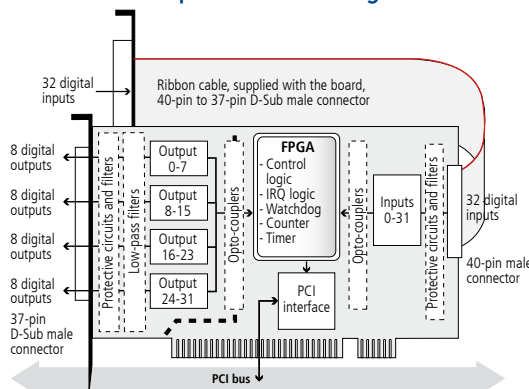 32 digital
inputs
Ribbon cable, supplied with the board,
40-pin to 37-pin D-Sub male connector
8 digital
outputs
8 digital
outputs
8 digital
outputs
8 digital
outputs
37-pin
D-Sub male
connector
Protective circuits and filters
Low-pass filters
Output
0-7
Output
8-15
Output
16-23
Output
24-31
Opto-couplers
FPGA
- Control
logic
- IRQ logic
- Watchdog
- Counter
- Timer
PCI
interface
Opto-couplers
Inputs
0-31
Protective circuits and filters
32 digital
inputs
40-pin male
connector
PCI bus